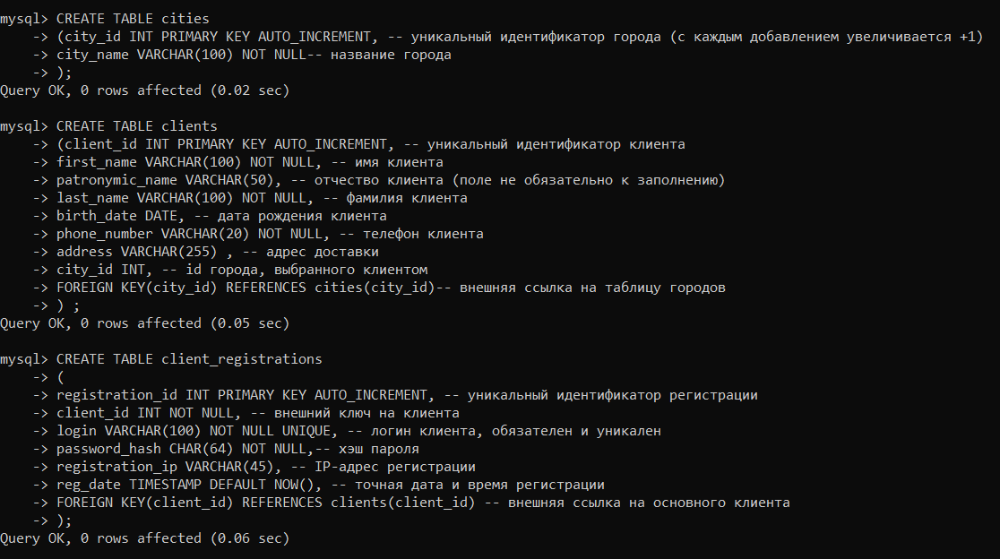 mysql> CREATE TABLE cities
-> (city_id INT PRIMARY KEY AUTO_INCREMENT, -- уникальный идентификатор города (с каждым добавлением увеличивается +1)
-> city_name VARCHAR(100) NOT NULL-- название города
-> );
Query OK, 0 rows affected (0.02 sec)
mysql> CREATE TABLE clients
-> (client_id INT PRIMARY KEY AUTO_INCREMENT, -- уникальный идентификатор клиента
-> first_name VARCHAR(100) NOT NULL, -- имя клиента
-> patronymic_name VARCHAR(50), -- отчество клиента (поле не обязательно к заполнению)
-> last_name VARCHAR(100) NOT NULL, -- фамилия клиента
-> birth_date DATE, -- дата рождения клиента
-> phone_number VARCHAR(20) NOT NULL, -- телефон клиента
-> address VARCHAR(255) , -- адрес доставки
-> city_id INT, -- id города, выбранного клиентом
-> FOREIGN KEY(city_id) REFERENCES cities(city_id)-- внешняя ссылка на таблицу городов
-> ) ;
Query OK, 0 rows affected (0.05 sec)
mysql> CREATE TABLE client_registrations
-> (
-> registration_id INT PRIMARY KEY AUTO_INCREMENT, -- уникальный идентификатор регистрации
-> client_id INT NOT NULL, -- внешний ключ на клиента
-> login VARCHAR(100) NOT NULL UNIQUE, -- логин клиента, обязателен и уникален
-> password_hash CHAR(64) NOT NULL,-- хэш пароля
-> registration_ip VARCHAR(45), -- IP-адрес регистрации
-> reg_date TIMESTAMP DEFAULT NOW(), -- точная дата и время регистрации
-> FOREIGN KEY(client_id) REFERENCES clients(client_id) -- внешняя ссылка на основного клиента
-> );
Query OK, 0 rows affected (0.06 sec)